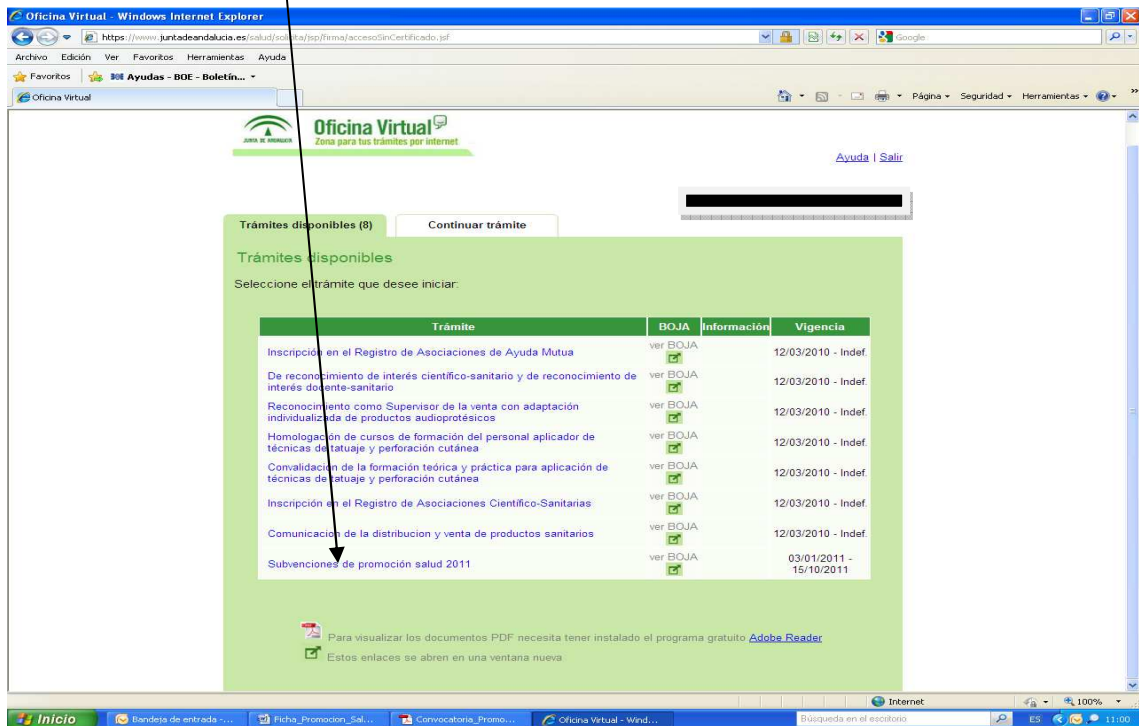 Oficina Virtual - Windows Internet Explorer
https://www.juntadeandalucia.es/salud/solicita/jsp/firma/accesoSinCertificado.jsf
Google
Archivo Edición Ver Favoritos Herramientas Ayuda
Favoritos BOE Ayudas - BOE - Boletín...
Oficina Virtual
Página Seguridad Herramientas
JUNTA DE ANDALUCIA
Oficina Virtual
Zona para tus trámites por internet
Ayuda | Salir
Trámites disponibles (8) Continuar trámite
Trámites disponibles
Seleccione el trámite que desee iniciar:
Trámite BOJA Información Vigencia
Inscripción en el Registro de Asociaciones de Ayuda Mutua ver BOJA 12/03/2010 - Indef.
De reconocimiento de interés científico-sanitario y de reconocimiento de interés docente-sanitario ver BOJA 12/03/2010 - Indef.
Reconocimiento como Supervisor de la venta con adaptación individualizada de productos audioprotésicos ver BOJA 12/03/2010 - Indef.
Homologación de cursos de formación del personal aplicador de técnicas de tatuaje y perforación cutánea ver BOJA 12/03/2010 - Indef.
Convalidación de la formación teórica y práctica para aplicación de técnicas de tatuaje y perforación cutánea ver BOJA 12/03/2010 - Indef.
Inscripción en el Registro de Asociaciones Científico-Sanitarias ver BOJA 12/03/2010 - Indef.
Comunicacion de la distribucion y venta de productos sanitarios ver BOJA 12/03/2010 - Indef.
Subvenciones de promoción salud 2011 ver BOJA 03/01/2011 - 15/10/2011
Para visualizar los documentos PDF necesita tener instalado el programa gratuito Adobe Reader
Estos enlaces se abren en una ventana nueva
Internet 100%
Inicio Bandeja de entrada -... Ficha_Promocion_Sal... Convocatoria_Promo... Oficina Virtual - Wind... Búsqueda en el escritorio ES 11:00